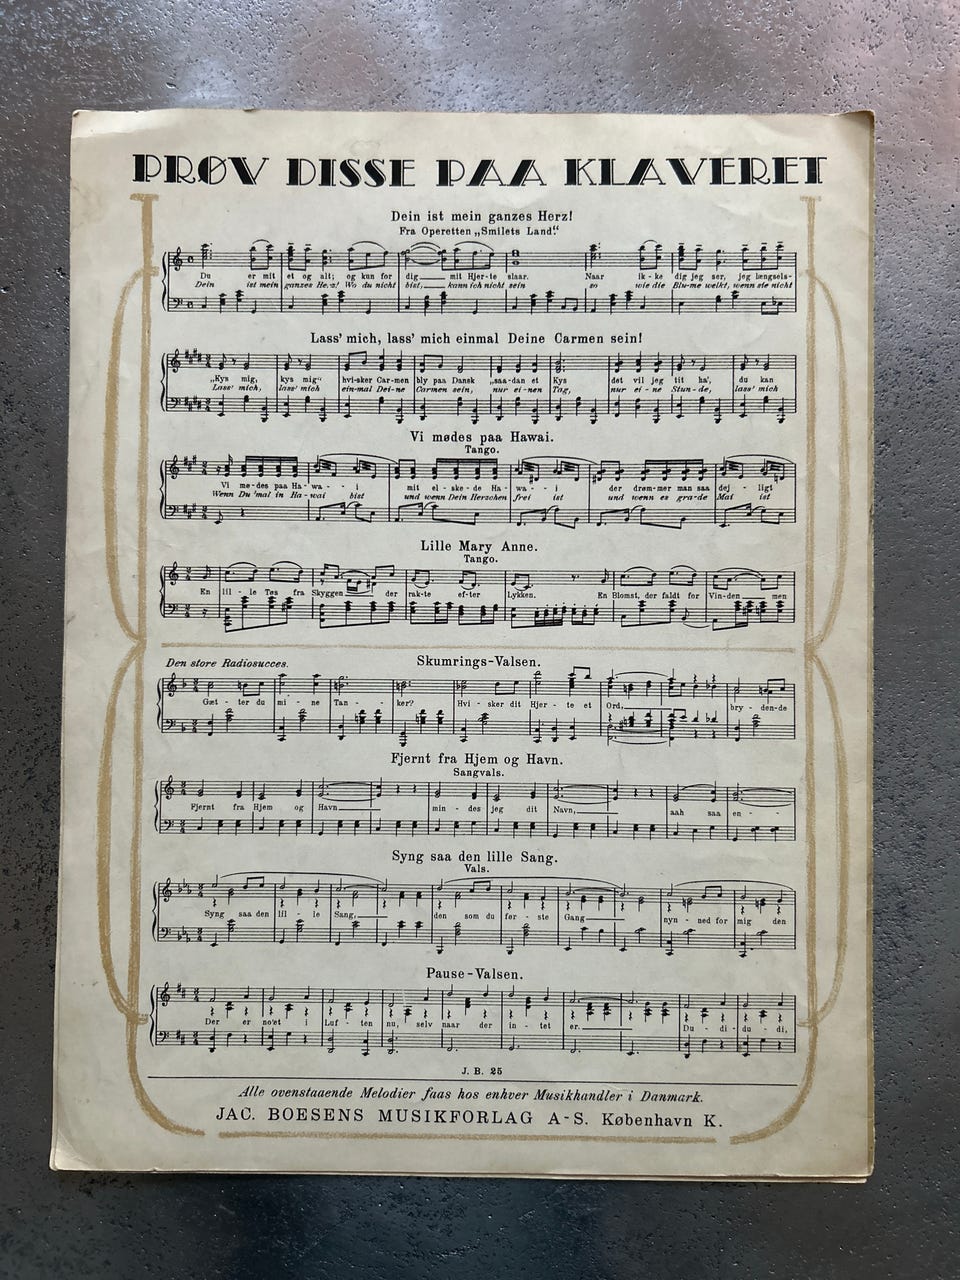 PRØV DISSE PAA KLAVERET
Dein ist mein ganzes Herz!
Fra Operetten „Smilets Land“
Du er mit et og alt; og kun for dig mit Hjer-te slaar. Naar ik-ke dig jeg ser, jeg længsels-
Dein ist mein ganzes Herz! Wo du nicht bist, kann ich nicht sein so wie die Blu-me welkt, wenn sie nicht
Lass' mich, lass' mich einmal Deine Carmen sein!
„Kys mig, kys mig“ hvi-sker Car-men bly paa Dansk „saa-dan et Kys det vil jeg tit ha', du kan
Lass' mich, lass' mich ein-mal Dei-ne Carmen sein, nur ei-nen Tag, nur ei-ne Stun-de, lass' mich
Vi mødes paa Hawai.
Tango.
Vi mø-des paa Ha-wa-i mit el-ske-de Ha-wa-i der drøm-mer man saa dej-ligt
Wenn Du 'mal in Ha-wai bist und wenn Dein Herzchen frei ist und wenn es gra-de Mai ist
Lille Mary Anne.
Tango.
En lil-le Tøs fra Skyggen der rak-te ef-ter Lykken. En Blomst, der faldt for Vin-den men
Den store Radiosucces.
Skumrings-Valsen.
Gæt-ter du mi-ne Tan-ker? Hvi-sker dit Hjer-te et Ord, bry-den-de
Fjernt fra Hjem og Havn.
Sangvals.
Fjernt fra Hjem og Havn min-des jeg dit Navn, aah saa en-
Syng saa den lille Sang.
Vals.
Syng saa den lil-le Sang, den som du før-ste Gang nyn-ned for mig den
Pause-Valsen.
Der er no'et i Luf-ten nu, selv naar der in-tet er. Du-di-du-di,
J. B. 25
Alle ovenstaaende Melodier faas hos enhver Musikhandler i Danmark.
JAC. BOESENS MUSIKFORLAG A-S. København K.